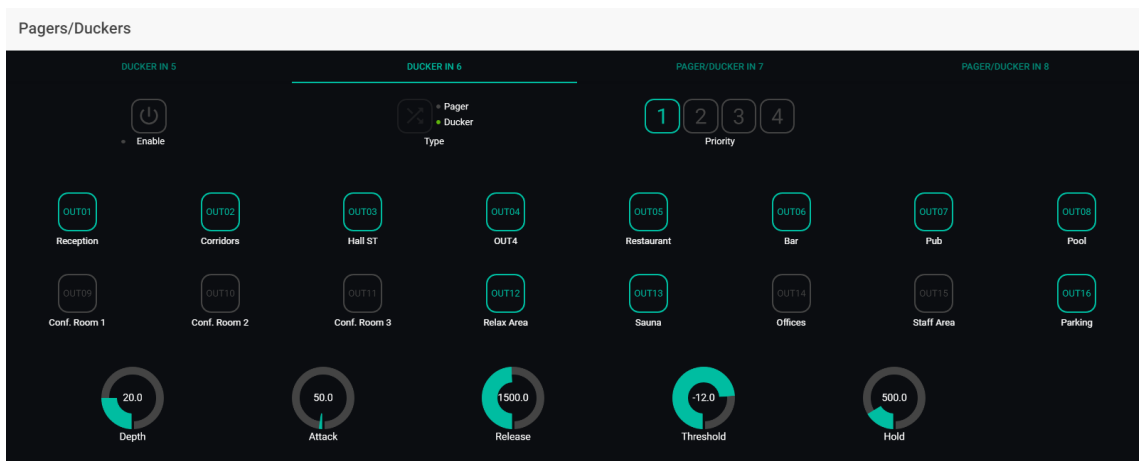 Pagers/Duckers
DUCKER IN 5 DUCKER IN 6 PAGER/DUCKER IN 7 PAGER/DUCKER IN 8
Pager
Ducker
1 2 3 4
Enable Type Priority
OUT01 OUT02 OUT03 OUT04 OUT05 OUT06 OUT07 OUT08
Reception Corridors Hall ST OUT4 Restaurant Bar Pub Pool
OUT09 OUT10 OUT11 OUT12 OUT13 OUT14 OUT15 OUT16
Conf. Room 1 Conf. Room 2 Conf. Room 3 Relax Area Sauna Offices Staff Area Parking
20.0 50.0 1500.0 -12.0 500.0
Depth Attack Release Threshold Hold